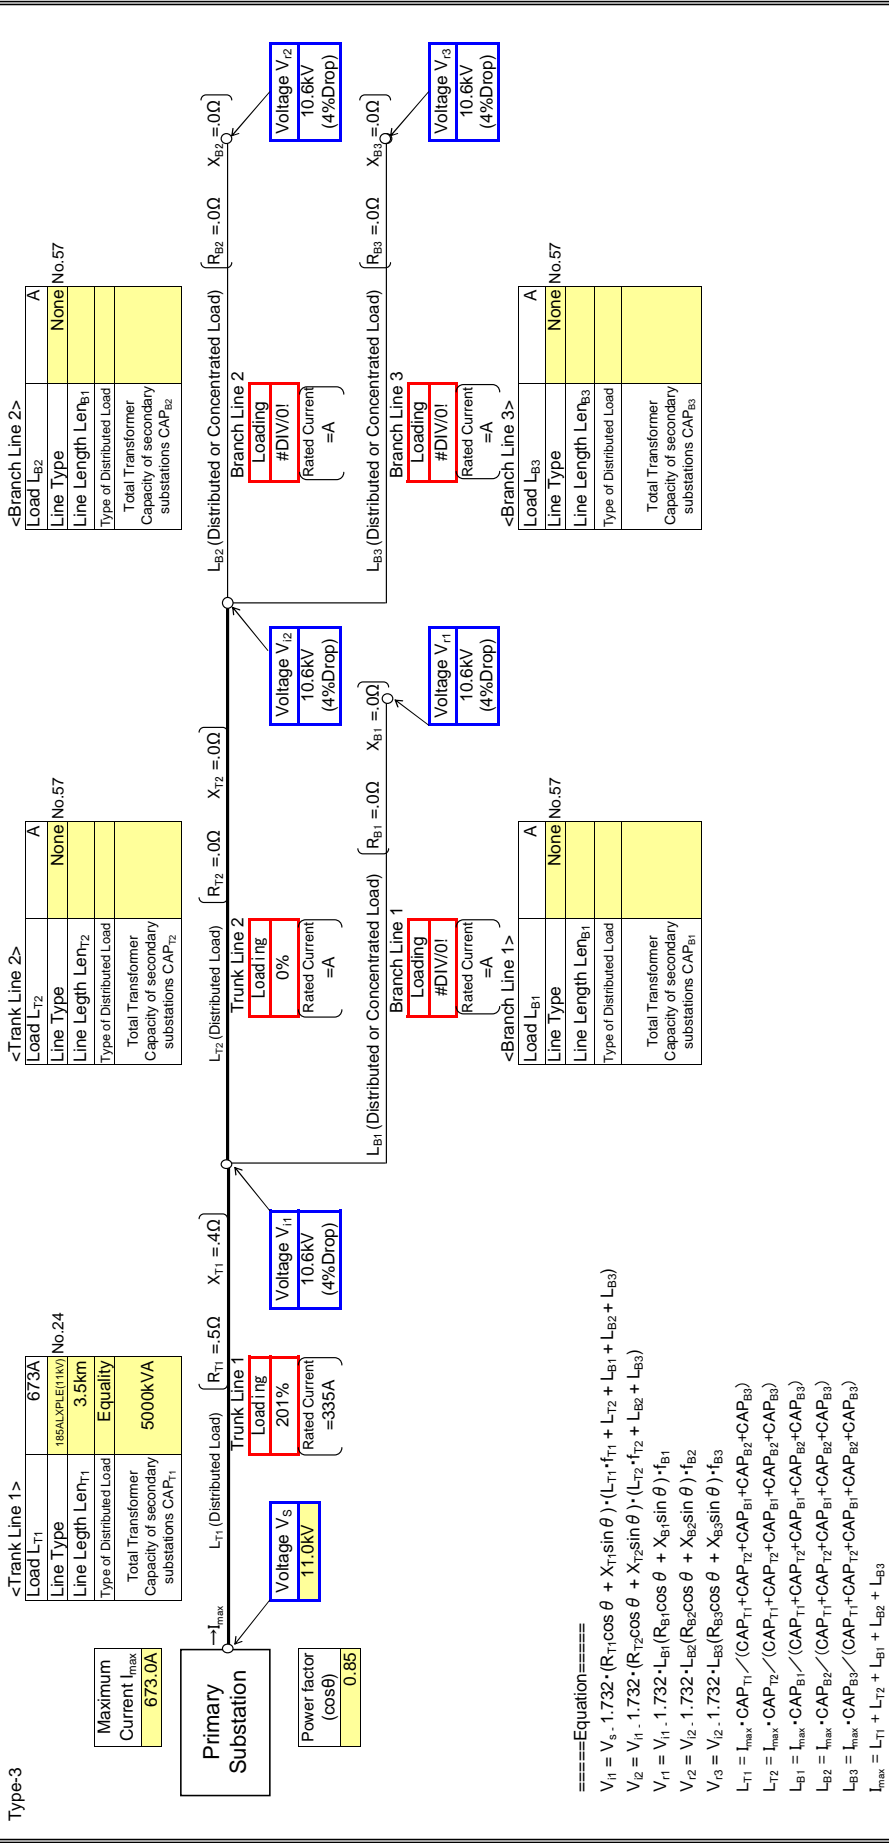 Type-3
Maximum
Current Imax
673.0A
Primary
Substation
Power factor
(cosθ)
0.85
→Imax
Voltage VS
11.0kV
<Trank Line 1>
Load LT1 673A
Line Type 185ALXPLE(11kV) No.24
Line Legth LenT1 3.5km
Type of Distributed Load Equality
Total Transformer
Capacity of secondary
substations CAPT1
5000kVA
LT1 (Distributed Load)
RT1 =.5Ω XT1 =.4Ω
Trunk Line 1
Loading
201%
Rated Current
=335A
Voltage Vi1
10.6kV
(4%Drop)
<Trank Line 2>
Load LT2 A
Line Type None No.57
Line Legth LenT2
Type of Distributed Load
Total Transformer
Capacity of secondary
substations CAPT2
LT2 (Distributed Load)
RT2 =.0Ω XT2 =.0Ω
Trunk Line 2
Loading
0%
Rated Current
=A
Voltage Vi2
10.6kV
(4%Drop)
LB1 (Distributed or Concentrated Load)
RB1 =.0Ω XB1 =.0Ω
Branch Line 1
Loading
#DIV/0!
Rated Current
=A
Voltage Vr1
10.6kV
(4%Drop)
<Branch Line 1>
Load LB1 A
Line Type None No.57
Line Length LenB1
Type of Distributed Load
Total Transformer
Capacity of secondary
substations CAPB1
<Branch Line 2>
Load LB2 A
Line Type None No.57
Line Length LenB1
Type of Distributed Load
Total Transformer
Capacity of secondary
substations CAPB2
LB2 (Distributed or Concentrated Load)
RB2 =.0Ω XB2 =.0Ω
Branch Line 2
Loading
#DIV/0!
Rated Current
=A
Voltage Vr2
10.6kV
(4%Drop)
LB3 (Distributed or Concentrated Load)
RB3 =.0Ω XB3 =.0Ω
Branch Line 3
Loading
#DIV/0!
Rated Current
=A
Voltage Vr3
10.6kV
(4%Drop)
<Branch Line 3>
Load LB3 A
Line Type None No.57
Line Length LenB3
Type of Distributed Load
Total Transformer
Capacity of secondary
substations CAPB3
=====Equation=====
Vi1 = Vs - 1.732・(RT1cosθ + XT1sinθ)・(LT1・fT1 + LT2 + LB1 + LB2 + LB3)
Vi2 = Vi1 - 1.732・(RT2cosθ + XT2sinθ)・(LT2・fT2 + LB2 + LB3)
Vr1 = Vi1 - 1.732・LB1(RB1cosθ + XB1sinθ)・fB1
Vr2 = Vi2 - 1.732・LB2(RB2cosθ + XB2sinθ)・fB2
Vr3 = Vi2 - 1.732・LB3(RB3cosθ + XB3sinθ)・fB3
LT1 = Imax・CAPT1／(CAPT1+CAPT2+CAPB1+CAPB2+CAPB3)
LT2 = Imax・CAPT2／(CAPT1+CAPT2+CAPB1+CAPB2+CAPB3)
LB1 = Imax・CAPB1／(CAPT1+CAPT2+CAPB1+CAPB2+CAPB3)
LB2 = Imax・CAPB2／(CAPT1+CAPT2+CAPB1+CAPB2+CAPB3)
LB3 = Imax・CAPB3／(CAPT1+CAPT2+CAPB1+CAPB2+CAPB3)
Imax = LT1 + LT2 + LB1 + LB2 + LB3